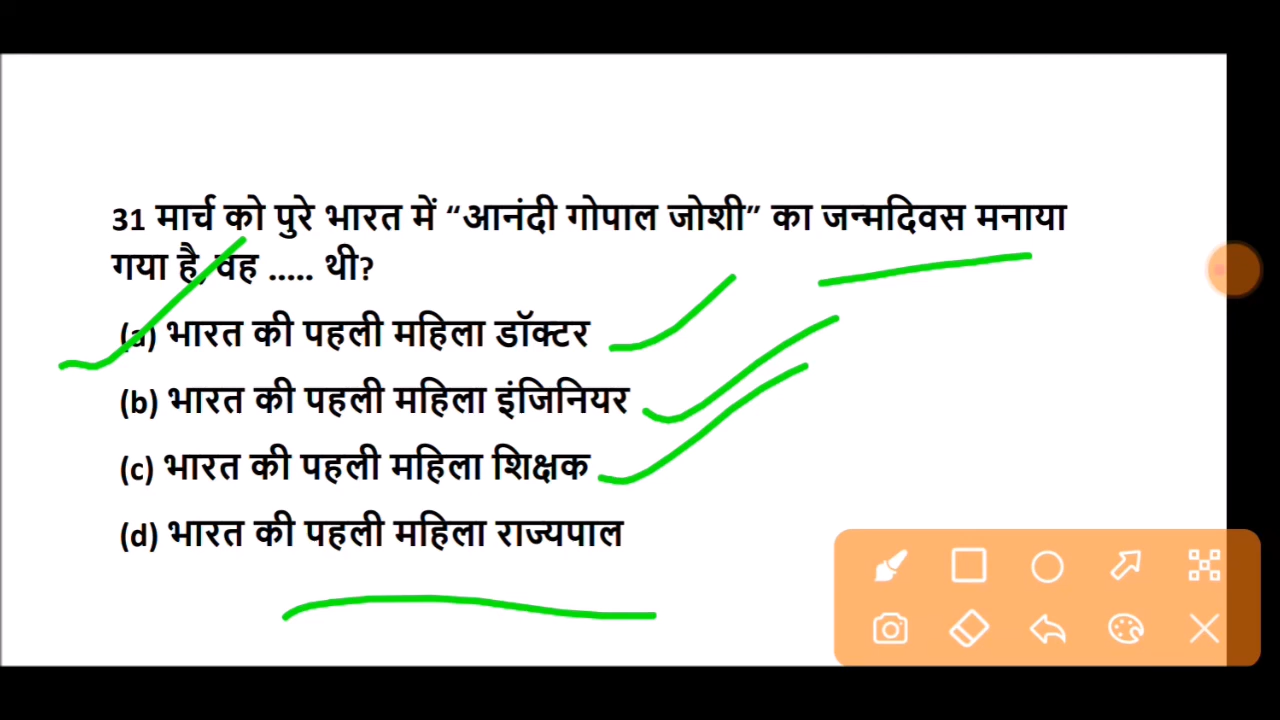 31 मार्च को पुरे भारत में “आनंदी गोपाल जोशी” का जन्मदिवस मनाया
गया है, वह ..... थी?
(a) भारत की पहली महिला डॉक्टर
(b) भारत की पहली महिला इंजिनियर
(c) भारत की पहली महिला शिक्षक
(d) भारत की पहली महिला राज्यपाल